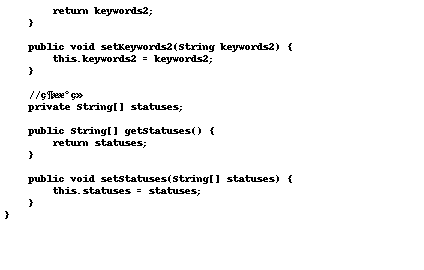 return keywords2;
}
public void setKeywords2(String keywords2) {
this.keywords2 = keywords2;
}
//ç¶ææ°ç»
private String[] statuses;
public String[] getStatuses() {
return statuses;
}
public void setStatuses(String[] statuses) {
this.statuses = statuses;
}
}